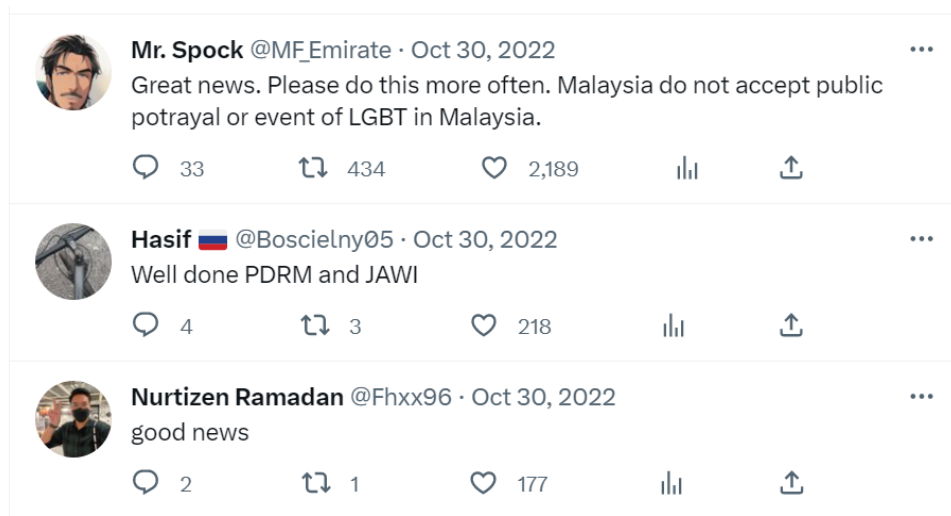 Mr. Spock @MF_Emirate · Oct 30, 2022
Great news. Please do this more often. Malaysia do not accept public
potrayal or event of LGBT in Malaysia.
33 434 2,189
Hasif 🇷🇺 @Boscielny05 · Oct 30, 2022
Well done PDRM and JAWI
4 3 218
Nurtizen Ramadan @Fhxx96 · Oct 30, 2022
good news
2 1 177